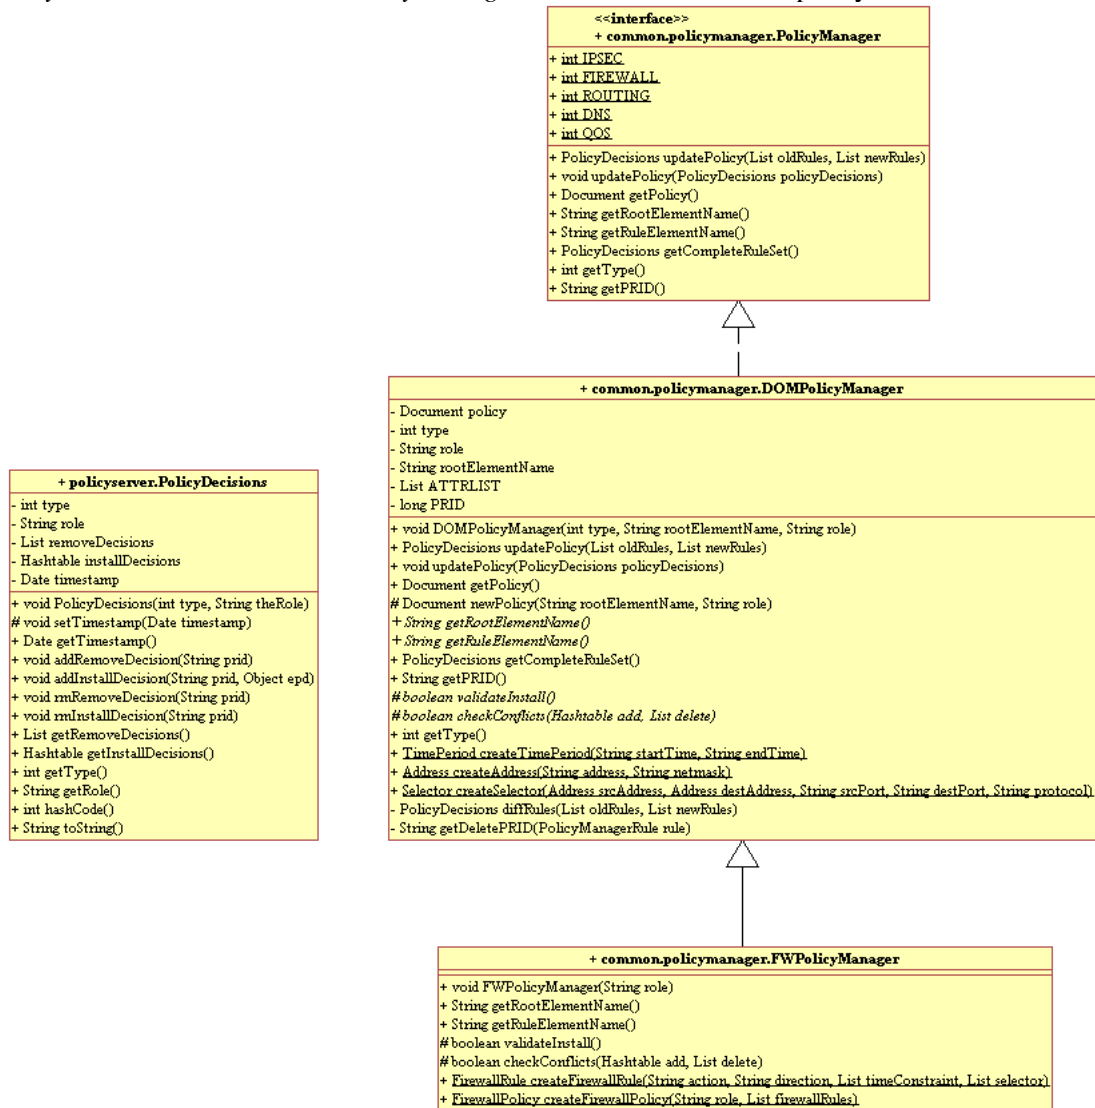 <<interface>>
+ common.policymanager.PolicyManager
+ int IPSEC
+ int FIREWALL
+ int ROUTING
+ int DNS
+ int QOS
+ PolicyDecisions updatePolicy(List oldRules, List newRules)
+ void updatePolicy(PolicyDecisions policyDecisions)
+ Document getPolicy()
+ String getRootElementName()
+ String getRuleElementName()
+ PolicyDecisions getCompleteRuleSet()
+ int getType()
+ String getPRID()
+ common.policymanager.DOMPolicyManager
- Document policy
- int type
- String role
- String rootElementName
- List ATTRLIST
- long PRID
+ void DOMPolicyManager(int type, String rootElementName, String role)
+ PolicyDecisions updatePolicy(List oldRules, List newRules)
+ void updatePolicy(PolicyDecisions policyDecisions)
+ Document getPolicy()
# Document newPolicy(String rootElementName, String role)
+ String getRootElementName()
+ String getRuleElementName()
+ PolicyDecisions getCompleteRuleSet()
+ String getPRID()
# boolean validateInstall()
# boolean checkConflicts(Hashtable add, List delete)
+ int getType()
+ TimePeriod createTimePeriod(String startTime, String endTime)
+ Address createAddress(String address, String netmask)
+ Selector createSelector(Address srcAddress, Address destAddress, String srcPort, String destPort, String protocol)
- PolicyDecisions diffRules(List oldRules, List newRules)
- String getDeletePRID(PolicyManagerRule rule)
+ policyserver.PolicyDecisions
- int type
- String role
- List removeDecisions
- Hashtable installDecisions
- Date timestamp
+ void PolicyDecisions(int type, String theRole)
# void setTimestamp(Date timestamp)
+ Date getTimestamp()
+ void addRemoveDecision(String prid)
+ void addInstallDecision(String prid, Object epd)
+ void rmRemoveDecision(String prid)
+ void rmInstallDecision(String prid)
+ List getRemoveDecisions()
+ Hashtable getInstallDecisions()
+ int getType()
+ String getRole()
+ int hashCode()
+ String toString()
+ common.policymanager.FWPolicyManager
+ void FWPolicyManager(String role)
+ String getRootElementName()
+ String getRuleElementName()
# boolean validateInstall()
# boolean checkConflicts(Hashtable add, List delete)
+ FirewallRule createFirewallRule(String action, String direction, List timeConstraint, List selector)
+ FirewallPolicy createFirewallPolicy(String role, List firewallRules)